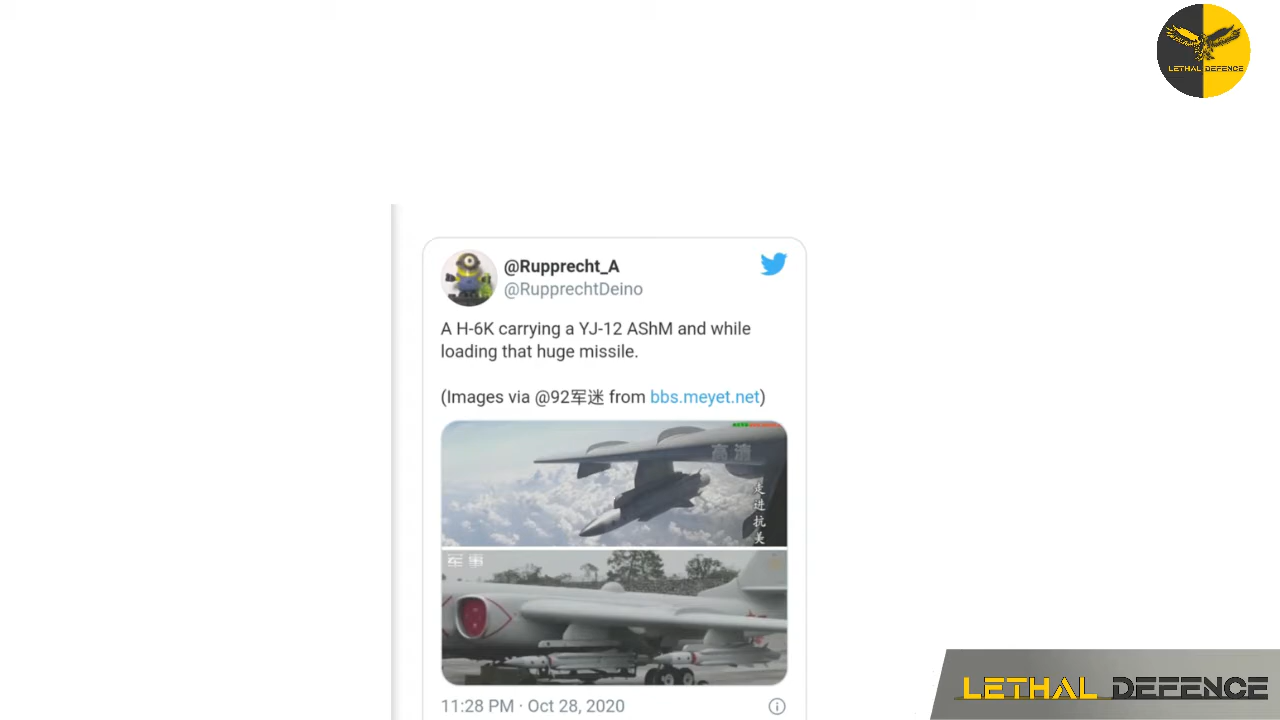 LETHAL DEFENCE
@Rupprecht_A
@RupprechtDeino
A H-6K carrying a YJ-12 AShM and while
loading that huge missile.
(Images via @92军迷 from bbs.meyet.net)
高清
走进抗美
军事
11:28 PM · Oct 28, 2020
LETHAL DEFENCE